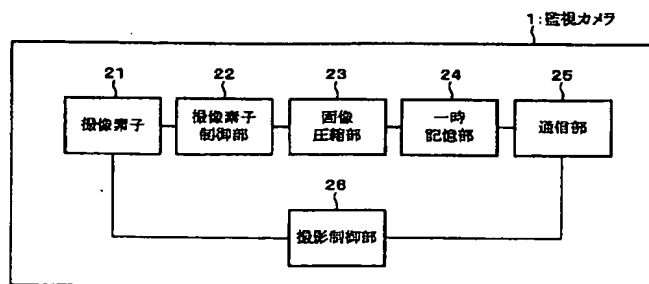 1:監視カメラ
21
22
23
24
25
撮像素子
撮像素子
制御部
画像
圧縮部
一時
記憶部
通信部
26
撮影制御部